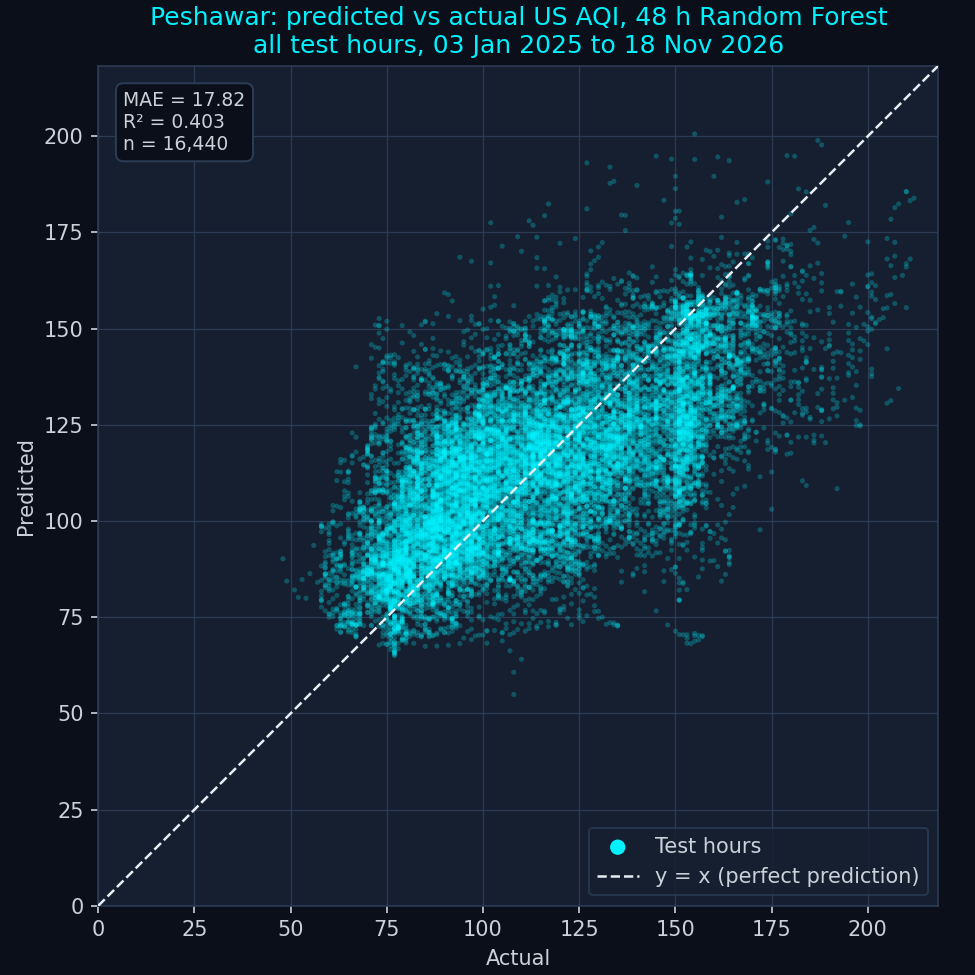 Peshawar: predicted vs actual US AQI, 48 h Random Forest
all test hours, 03 Jan 2025 to 18 Nov 2026
MAE = 17.82
R² = 0.403
n = 16,440
200
175
150
125
100
75
50
25
0
Predicted
Test hours
y = x (perfect prediction)
0 25 50 75 100 125 150 175 200
Actual